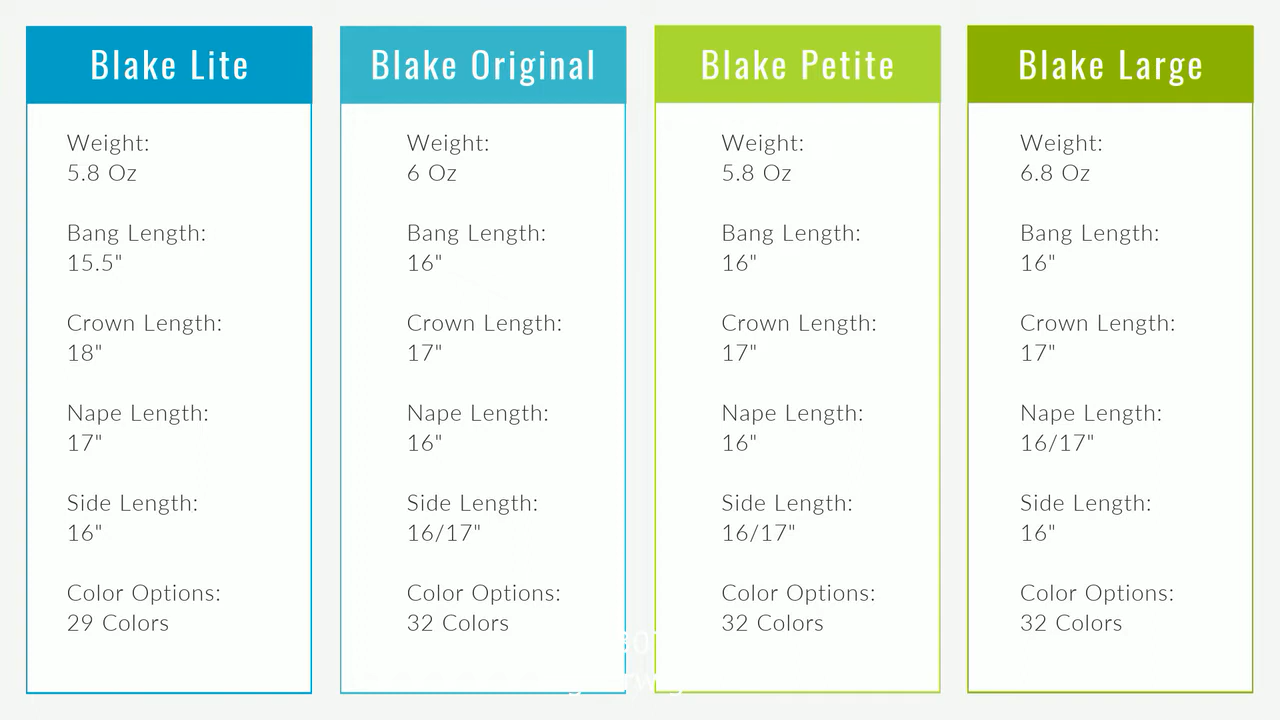 Blake Lite
Weight:
5.8 Oz
Bang Length:
15.5"
Crown Length:
18"
Nape Length:
17"
Side Length:
16"
Color Options:
29 Colors
Blake Original
Weight:
6 Oz
Bang Length:
16"
Crown Length:
17"
Nape Length:
16"
Side Length:
16/17"
Color Options:
32 Colors
Blake Petite
Weight:
5.8 Oz
Bang Length:
16"
Crown Length:
17"
Nape Length:
16"
Side Length:
16/17"
Color Options:
32 Colors
Blake Large
Weight:
6.8 Oz
Bang Length:
16"
Crown Length:
17"
Nape Length:
16/17"
Side Length:
16"
Color Options:
32 Colors